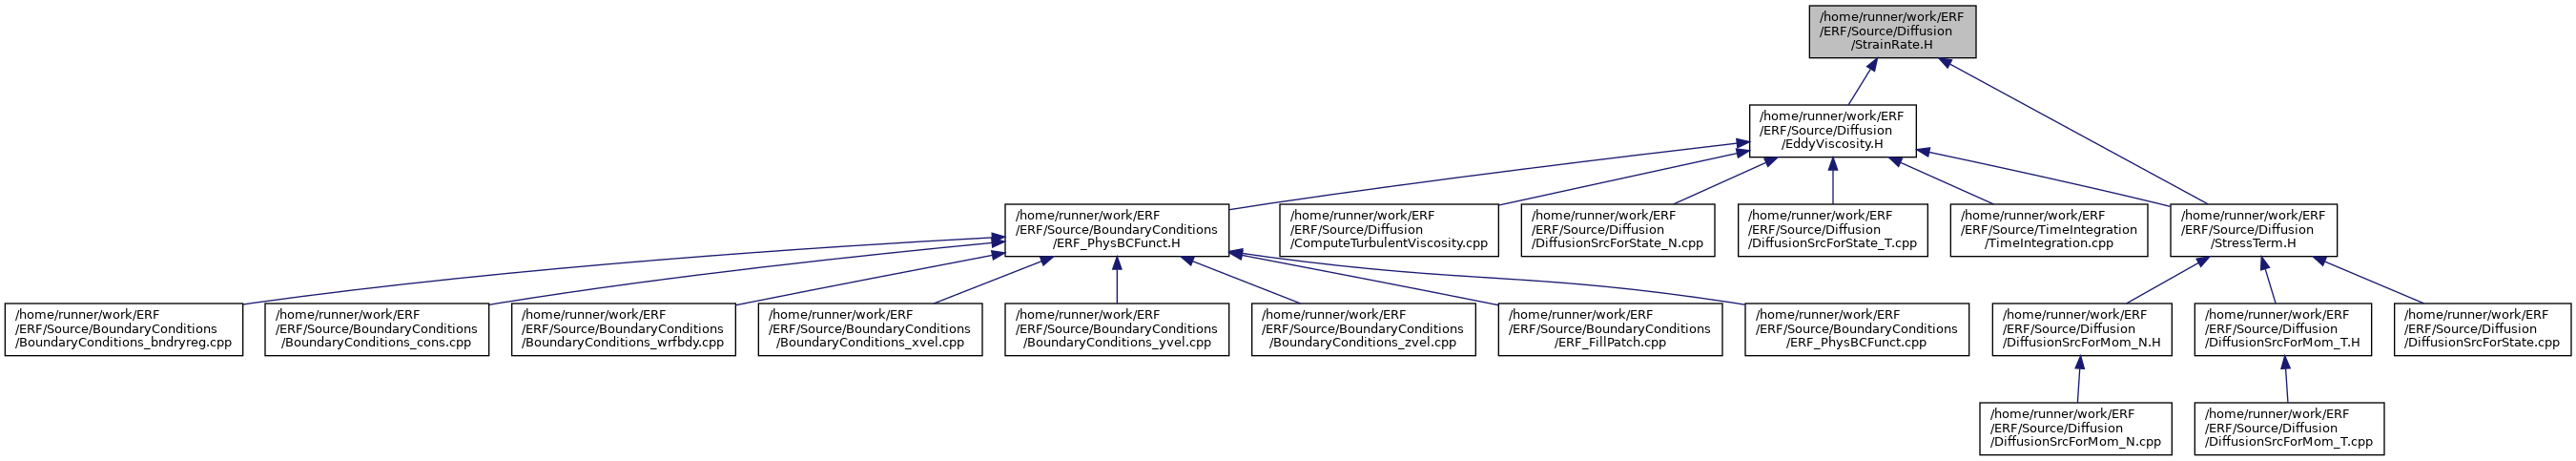 /home/runner/work/ERF
/ERF/Source/Diffusion
/StrainRate.H
/home/runner/work/ERF
/ERF/Source/Diffusion
/EddyViscosity.H
/home/runner/work/ERF
/ERF/Source/BoundaryConditions
/ERF_PhysBCFunct.H
/home/runner/work/ERF
/ERF/Source/Diffusion
/ComputeTurbulentViscosity.cpp
/home/runner/work/ERF
/ERF/Source/Diffusion
/DiffusionSrcForState_N.cpp
/home/runner/work/ERF
/ERF/Source/Diffusion
/DiffusionSrcForState_T.cpp
/home/runner/work/ERF
/ERF/Source/TimeIntegration
/TimeIntegration.cpp
/home/runner/work/ERF
/ERF/Source/Diffusion
/StressTerm.H
/home/runner/work/ERF
/ERF/Source/BoundaryConditions
/BoundaryConditions_bndryreg.cpp
/home/runner/work/ERF
/ERF/Source/BoundaryConditions
/BoundaryConditions_cons.cpp
/home/runner/work/ERF
/ERF/Source/BoundaryConditions
/BoundaryConditions_wrfbdy.cpp
/home/runner/work/ERF
/ERF/Source/BoundaryConditions
/BoundaryConditions_xvel.cpp
/home/runner/work/ERF
/ERF/Source/BoundaryConditions
/BoundaryConditions_yvel.cpp
/home/runner/work/ERF
/ERF/Source/BoundaryConditions
/BoundaryConditions_zvel.cpp
/home/runner/work/ERF
/ERF/Source/BoundaryConditions
/ERF_FillPatch.cpp
/home/runner/work/ERF
/ERF/Source/BoundaryConditions
/ERF_PhysBCFunct.cpp
/home/runner/work/ERF
/ERF/Source/Diffusion
/DiffusionSrcForMom_N.H
/home/runner/work/ERF
/ERF/Source/Diffusion
/DiffusionSrcForMom_T.H
/home/runner/work/ERF
/ERF/Source/Diffusion
/DiffusionSrcForState.cpp
/home/runner/work/ERF
/ERF/Source/Diffusion
/DiffusionSrcForMom_N.cpp
/home/runner/work/ERF
/ERF/Source/Diffusion
/DiffusionSrcForMom_T.cpp